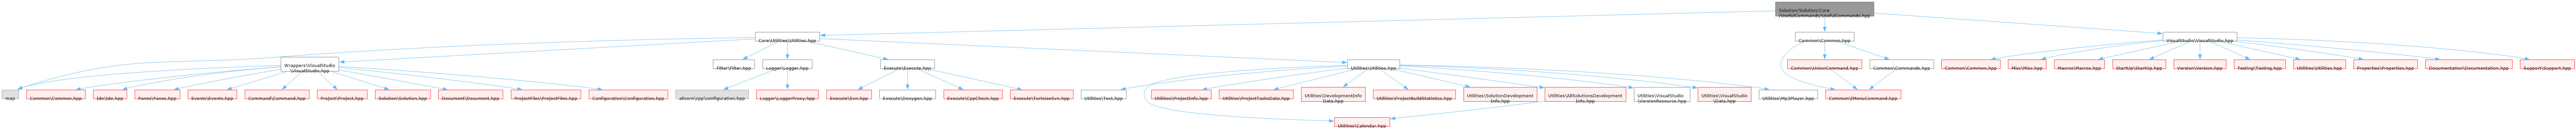 Solution/Solution/Core
/UsefulCommands/UsefulCommands.hpp
Core\Utilities\Utilities.hpp
Common/Common.hpp
VisualStudio\VisualStudio.hpp
Wrappers\VisualStudio
\VisualStudio.hpp
Filter\Filter.hpp
Logger\Logger.hpp
Execute\Execute.hpp
Utilities\Utilities.hpp
Common\UnionCommand.hpp
Common\Commands.hpp
Common\Common.hpp
Misc\Misc.hpp
Macros\Macros.hpp
StartUp\StartUp.hpp
Version\Version.hpp
Testing\Testing.hpp
Utilities\Utilities.hpp
Properties\Properties.hpp
Documentation\Documentation.hpp
Support\Support.hpp
map
Common\Common.hpp
Ide\Ide.hpp
Panes\Panes.hpp
Events\Events.hpp
Command\Command.hpp
Project\Project.hpp
Solution\Solution.hpp
Document\Document.hpp
ProjectFiles\ProjectFiles.hpp
Configuration\Configuration.hpp
allcorn\cpp\configuration.hpp
Logger\LoggerProxy.hpp
Execute\Svn.hpp
Execute\Doxygen.hpp
Execute\CppCheck.hpp
Execute\TortoiseSvn.hpp
Utilities\Text.hpp
Utilities\ProjectInfo.hpp
Utilities\ProjectTasksData.hpp
Utilities\DevelopmentInfo
Data.hpp
Utilities\ProjectBuildStatistics.hpp
Utilities\SolutionDevelopment
Info.hpp
Utilities\AllSolutionsDevelopment
Info.hpp
Utilities\VisualStudio
\VersionResource.hpp
Utilities\VisualStudio
\Data.hpp
Utilities\Mp3Player.hpp
Common\IMenuCommand.hpp
Utilities\Calendar.hpp